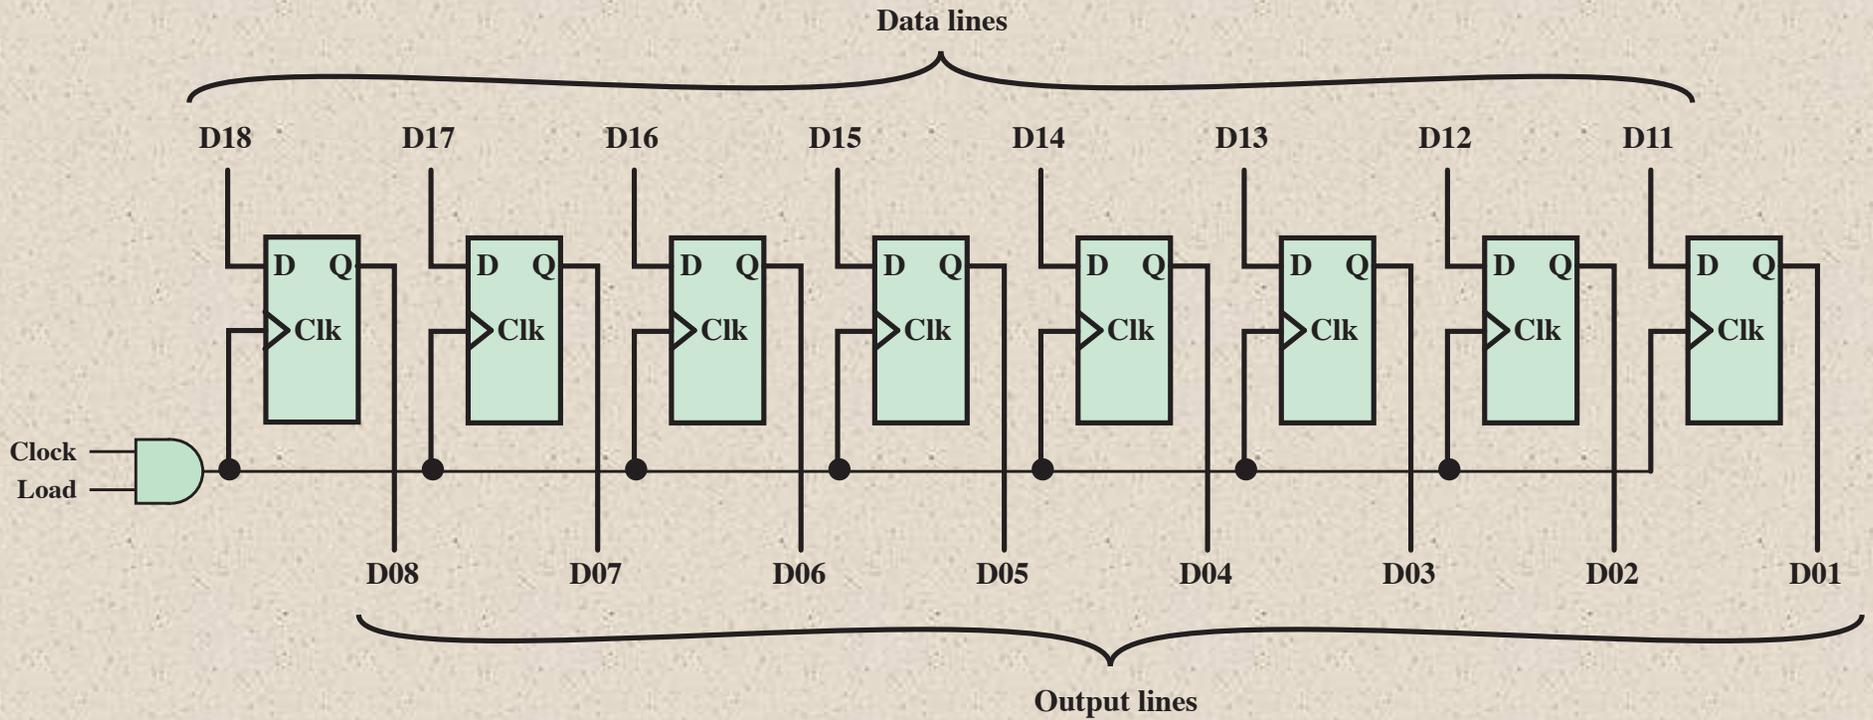 Data lines
D18 D17 D16 D15 D14 D13 D12 D11
D Q D Q D Q D Q D Q D Q D Q D Q
Clk Clk Clk Clk Clk Clk Clk Clk
Clock
Load
D08 D07 D06 D05 D04 D03 D02 D01
Output lines